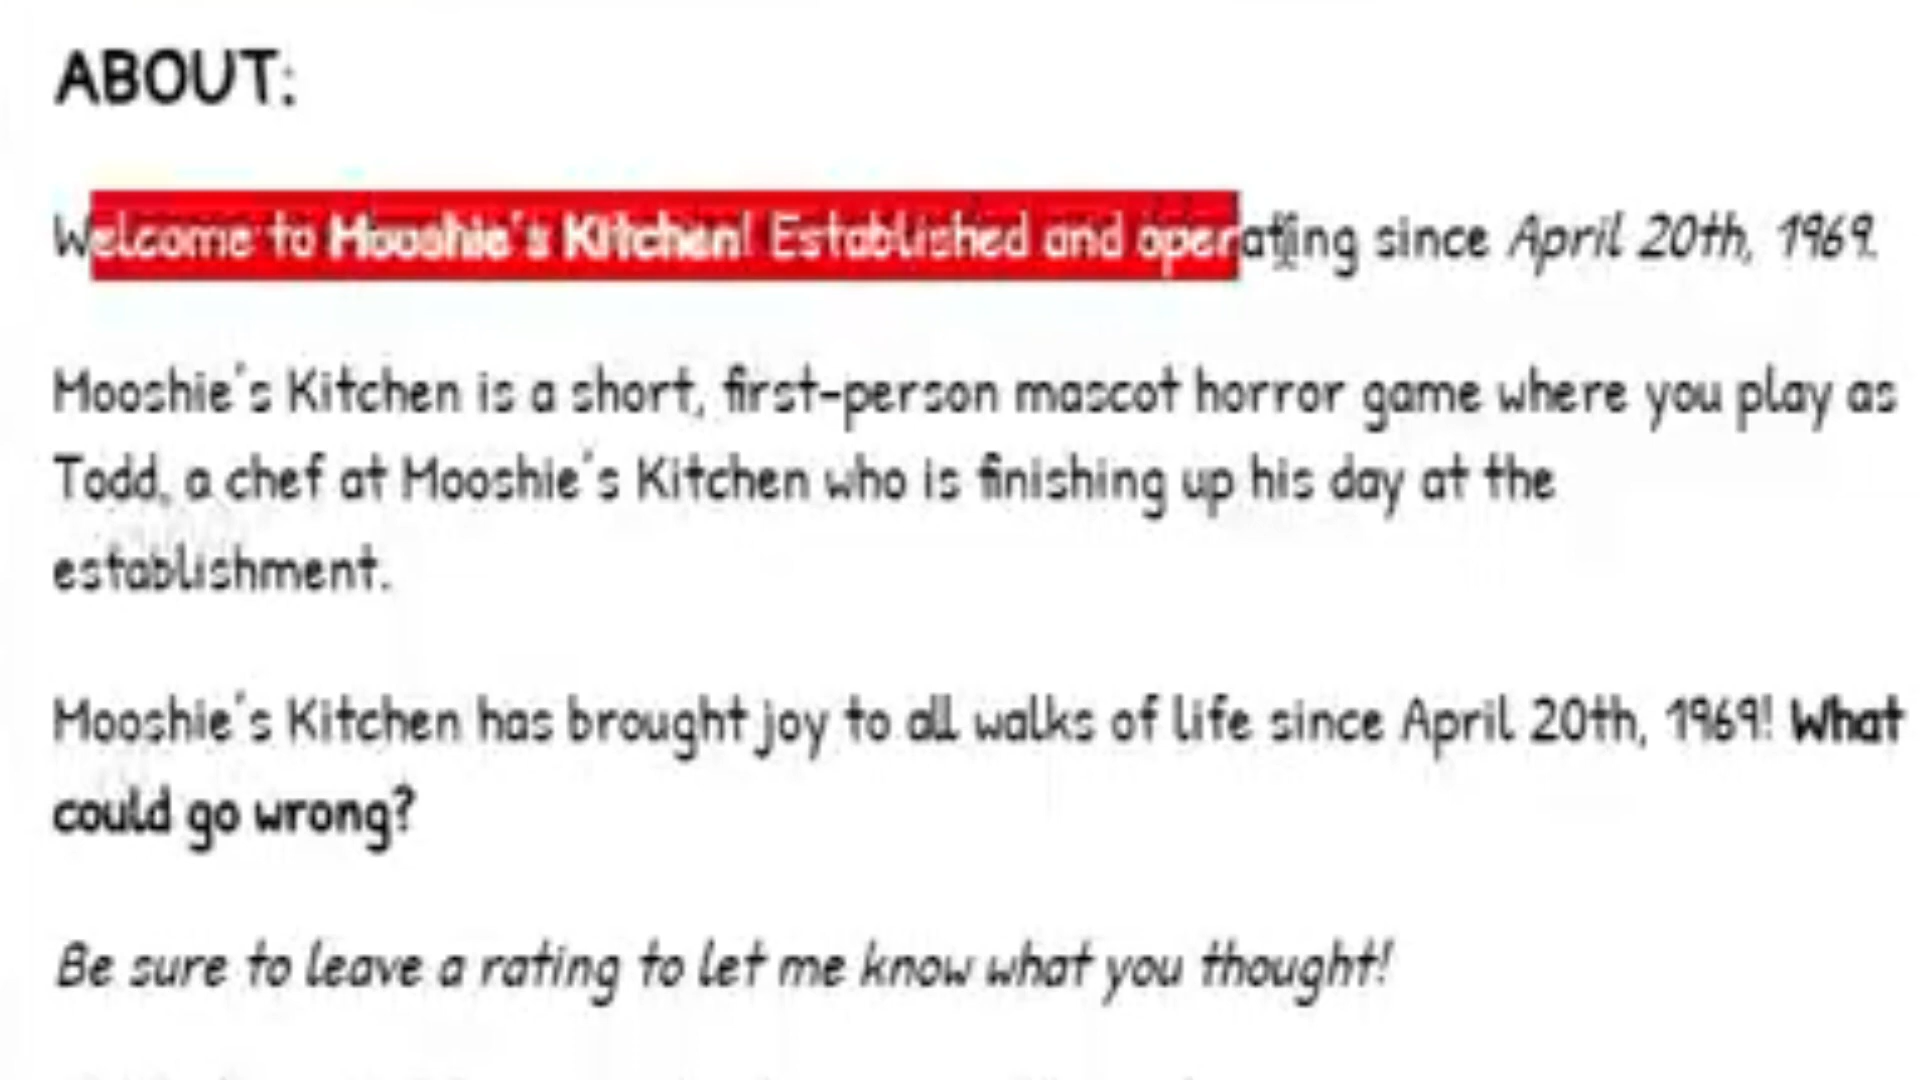 ABOUT:
Welcome to Mooshie's Kitchen! Established and operating since April 20th, 1969.
Mooshie's Kitchen is a short, first-person mascot horror game where you play as
Todd, a chef at Mooshie's Kitchen who is finishing up his day at the
establishment.
Mooshie's Kitchen has brought joy to all walks of life since April 20th, 1969! What
could go wrong?
Be sure to leave a rating to let me know what you thought!